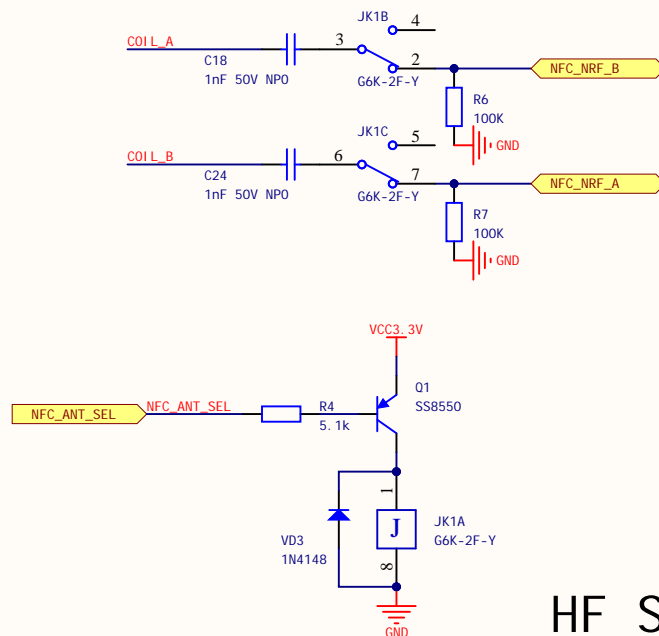 JK1B
4
COIL_A
3
2
NFC_NRF_B
C18
1nF 50V NPO
G6K-2F-Y
R6
100K
JK1C
5
GND
COIL_B
6
7
NFC_NRF_A
C24
1nF 50V NPO
G6K-2F-Y
R7
100K
GND
VCC3.3V
Q1
SS8550
NFC_ANT_SEL
NFC_ANT_SEL
R4
5.1k
1
JK1A
G6K-2F-Y
J
VD3
1N4148
8
GND
HF S